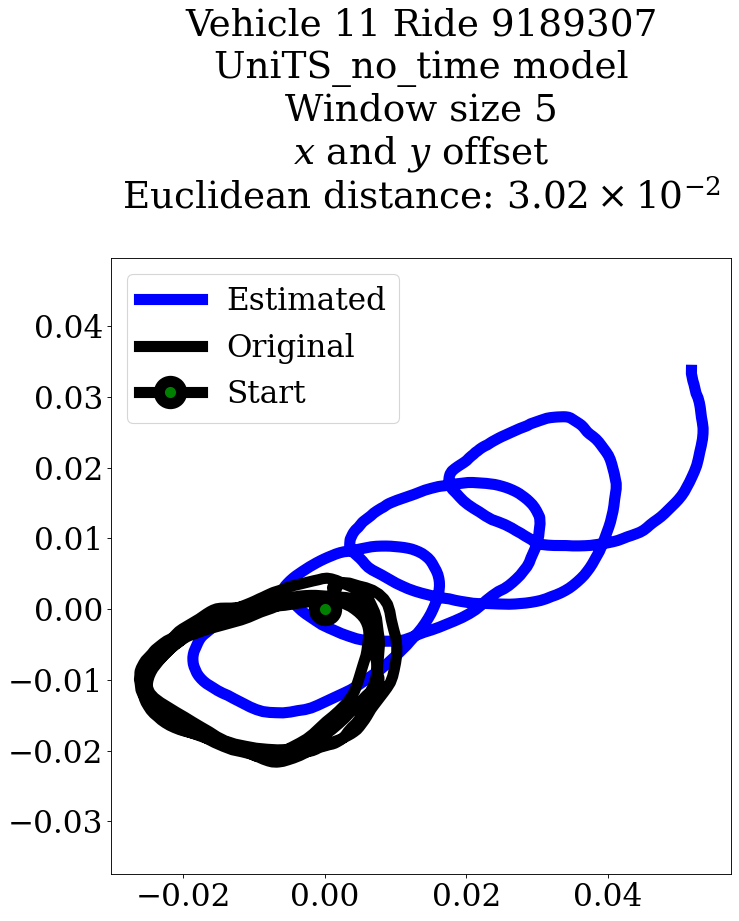 Vehicle 11 Ride 9189307
UniTS_no_time model
Window size 5
x and y offset
Euclidean distance: 3.02 × 10⁻²
Estimated
Original
Start
0.04
0.03
0.02
0.01
0.00
−0.01
−0.02
−0.03
−0.02 0.00 0.02 0.04